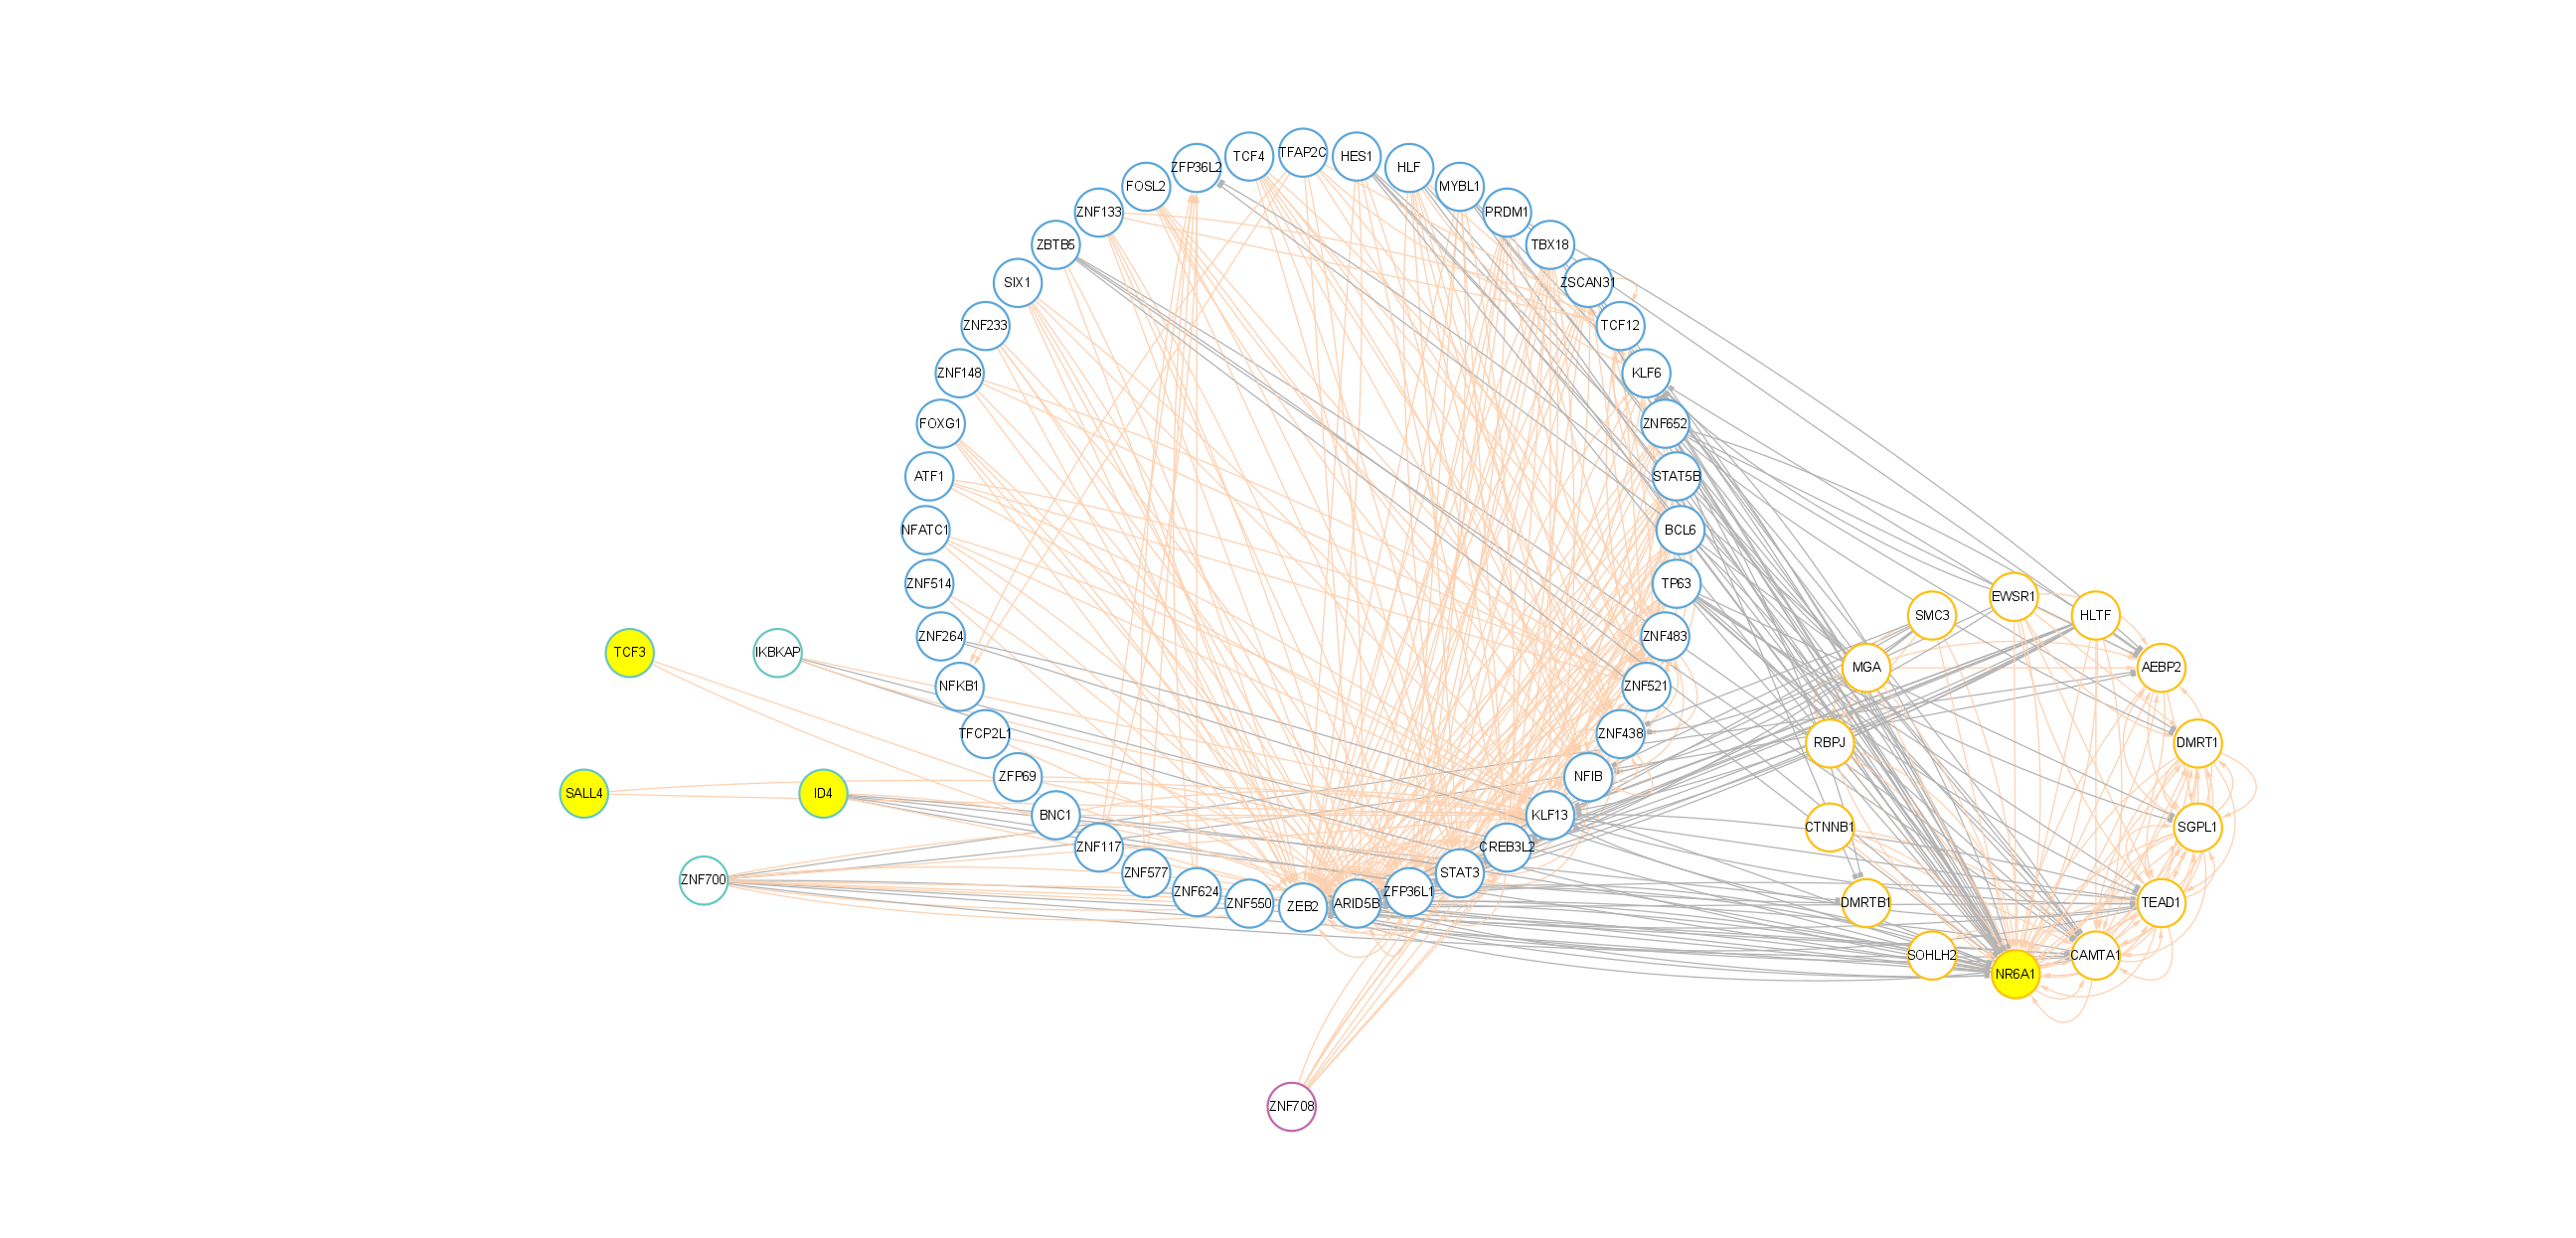 TFAP2C
TCF4
HES1
ZFP36L2
HLF
FOSL2
MYBL1
ZNF133
PRDM1
ZBTB5
TBX18
SIX1
ZSCAN31
ZNF233
TCF12
ZNF148
KLF6
FOXG1
ZNF652
ATF1
STAT5B
NFATC1
BCL6
ZNF514
TP63
EWSR1
SMC3
HLTF
ZNF264
ZNF483
TCF3
IKBKAP
MGA
AEBP2
NFKB1
ZNF521
TFCP2L1
ZNF438
RBPJ
DMRT1
ZFP69
NFIB
SALL4
ID4
BNC1
KLF13
CTNNB1
SGPL1
ZNF117
CREB3L2
ZNF577
STAT3
ZNF700
ZNF624
ZFP36L1
ZNF550
ZEB2
ARID5B
DMRTB1
TEAD1
SOHLH2
CAMTA1
NR6A1
ZNF708